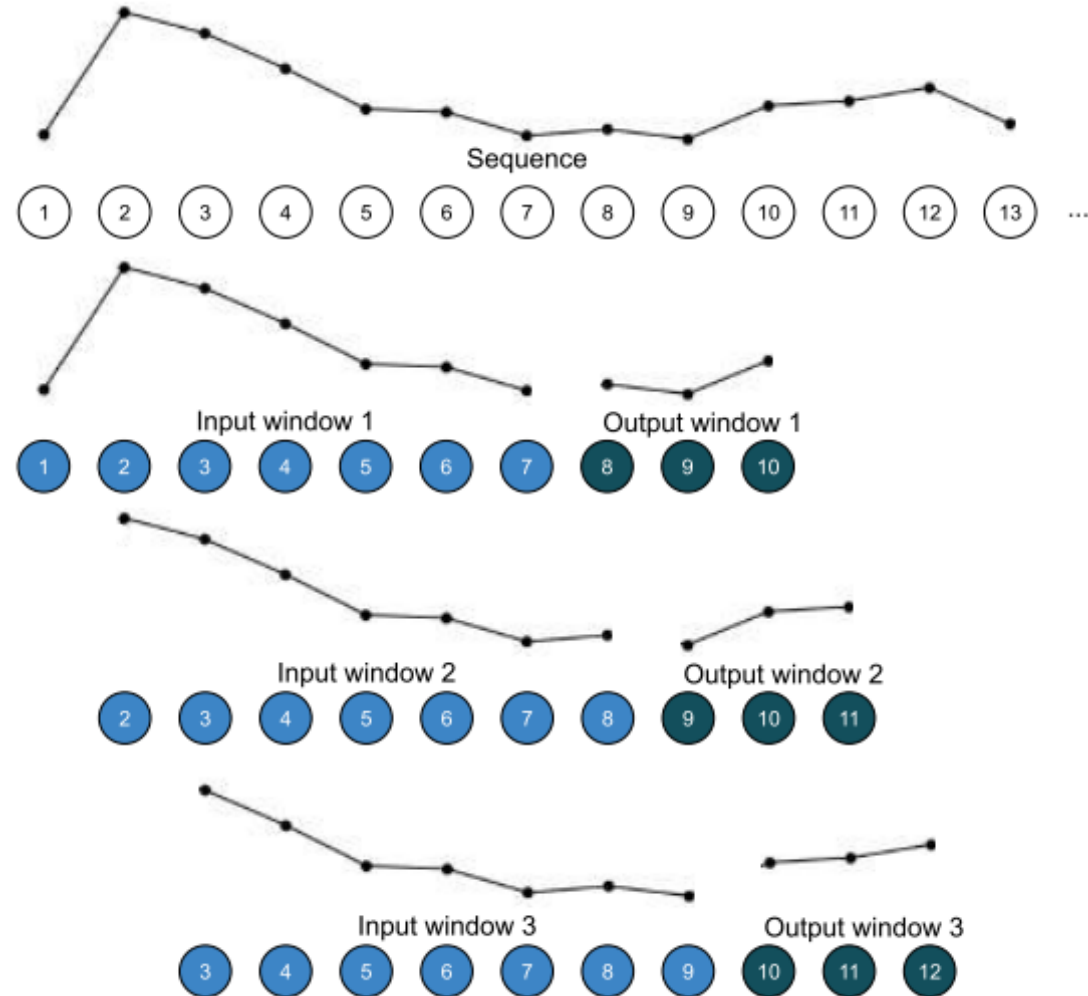 Sequence
1 2 3 4 5 6 7 8 9 10 11 12 13 ...
Input window 1 Output window 1
1 2 3 4 5 6 7 8 9 10
Input window 2 Output window 2
2 3 4 5 6 7 8 9 10 11
Input window 3 Output window 3
3 4 5 6 7 8 9 10 11 12